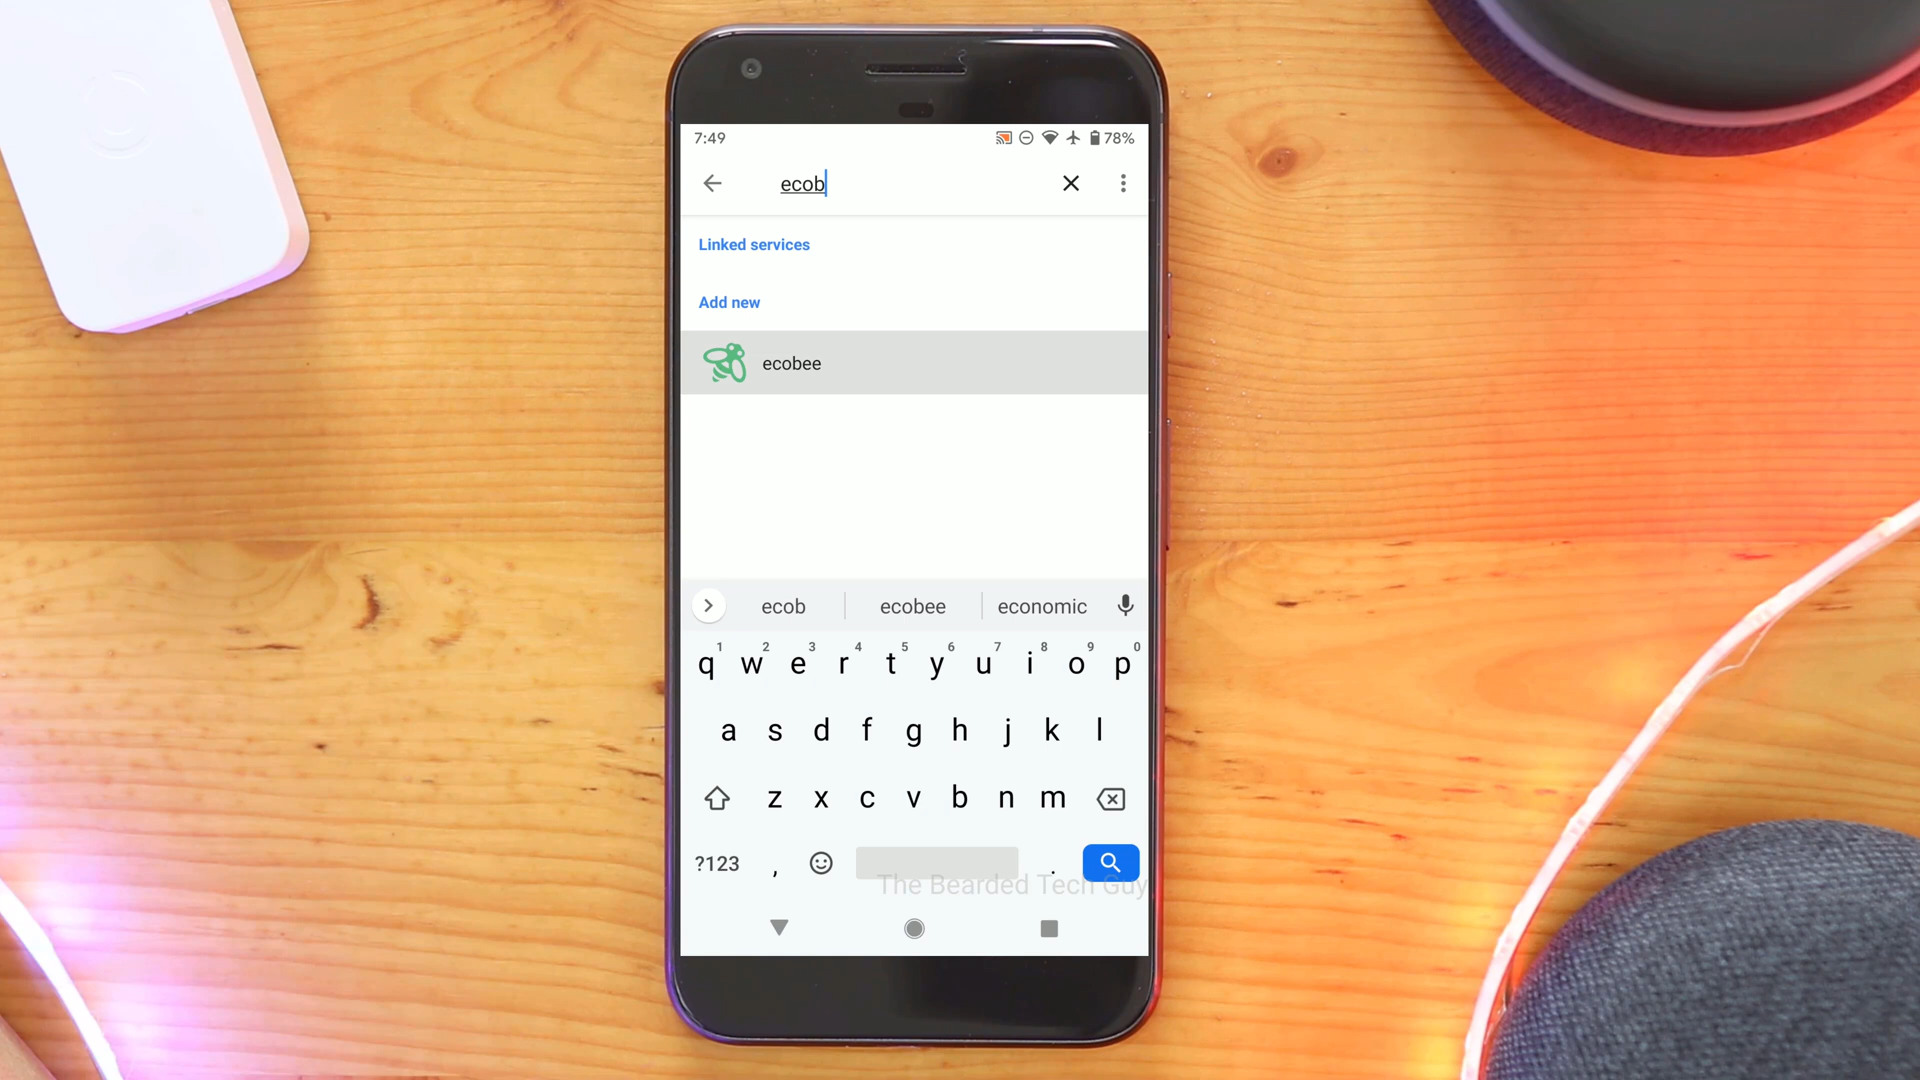 7:49 78%
ecob
Linked services
Add new
ecobee
ecob ecobee economic
1 2 3 4 5 6 7 8 9 0
q w e r t y u i o p
a s d f g h j k l
z x c v b n m
?123 , .
The Bearded Tech Guy